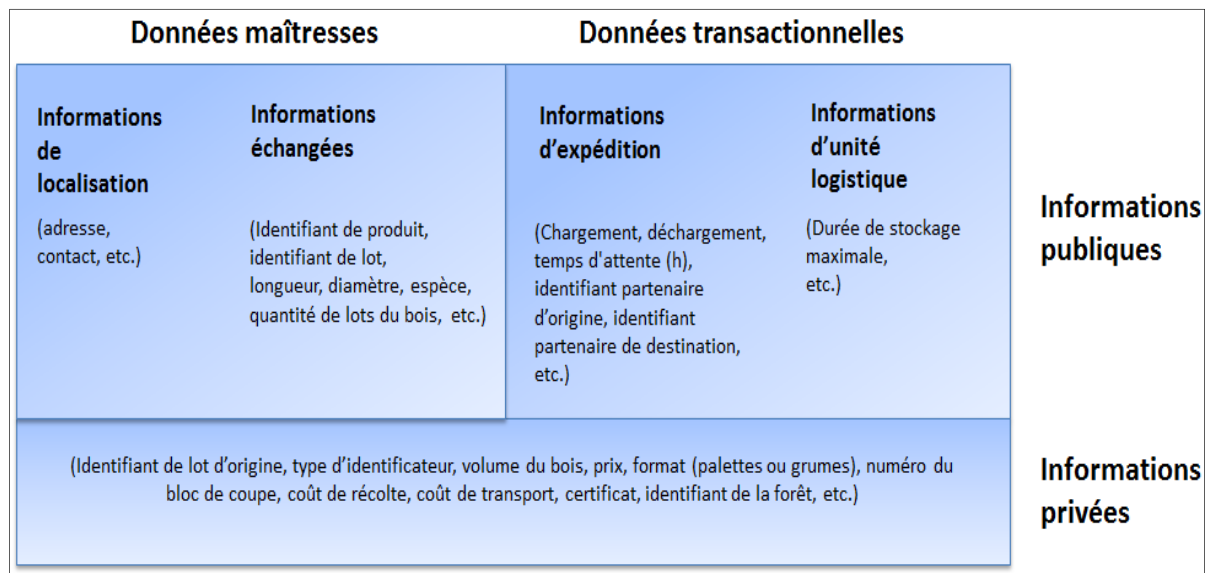 Données maîtresses
Données transactionnelles
Informations
de
localisation
(adresse,
contact, etc.)
Informations
échangées
(Identifiant de produit,
identifiant de lot,
longueur, diamètre, espèce,
quantité de lots du bois, etc.)
Informations
d’expédition
(Chargement, déchargement,
temps d'attente (h),
identifiant partenaire
d’origine, identifiant
partenaire de destination,
etc.)
Informations
d’unité
logistique
(Durée de stockage
maximale,
etc.)
Informations
publiques
(Identifiant de lot d’origine, type d’identificateur, volume du bois, prix, format (palettes ou grumes), numéro du
bloc de coupe, coût de récolte, coût de transport, certificat, identifiant de la forêt, etc.)
Informations
privées